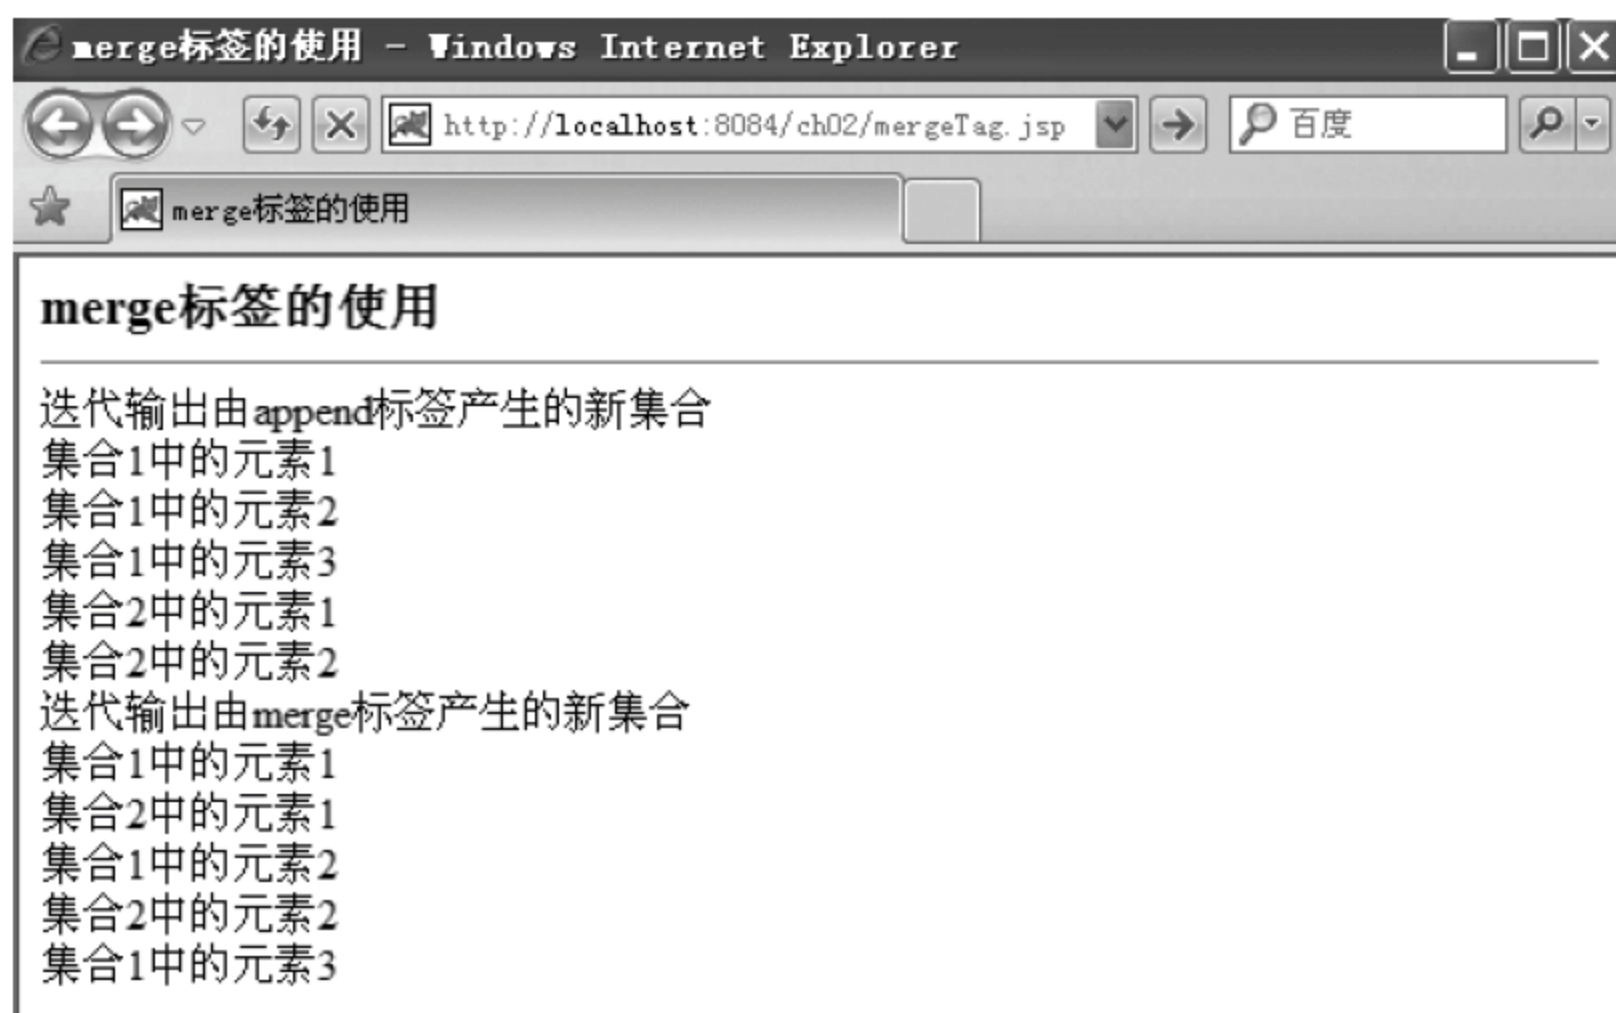 merge标签的使用 - Windows Internet Explorer
http://localhost:8084/ch02/mergeTag.jsp
百度
merge标签的使用
merge标签的使用
迭代输出由append标签产生的新集合
集合1中的元素1
集合1中的元素2
集合1中的元素3
集合2中的元素1
集合2中的元素2
迭代输出由merge标签产生的新集合
集合1中的元素1
集合2中的元素1
集合1中的元素2
集合2中的元素2
集合1中的元素3